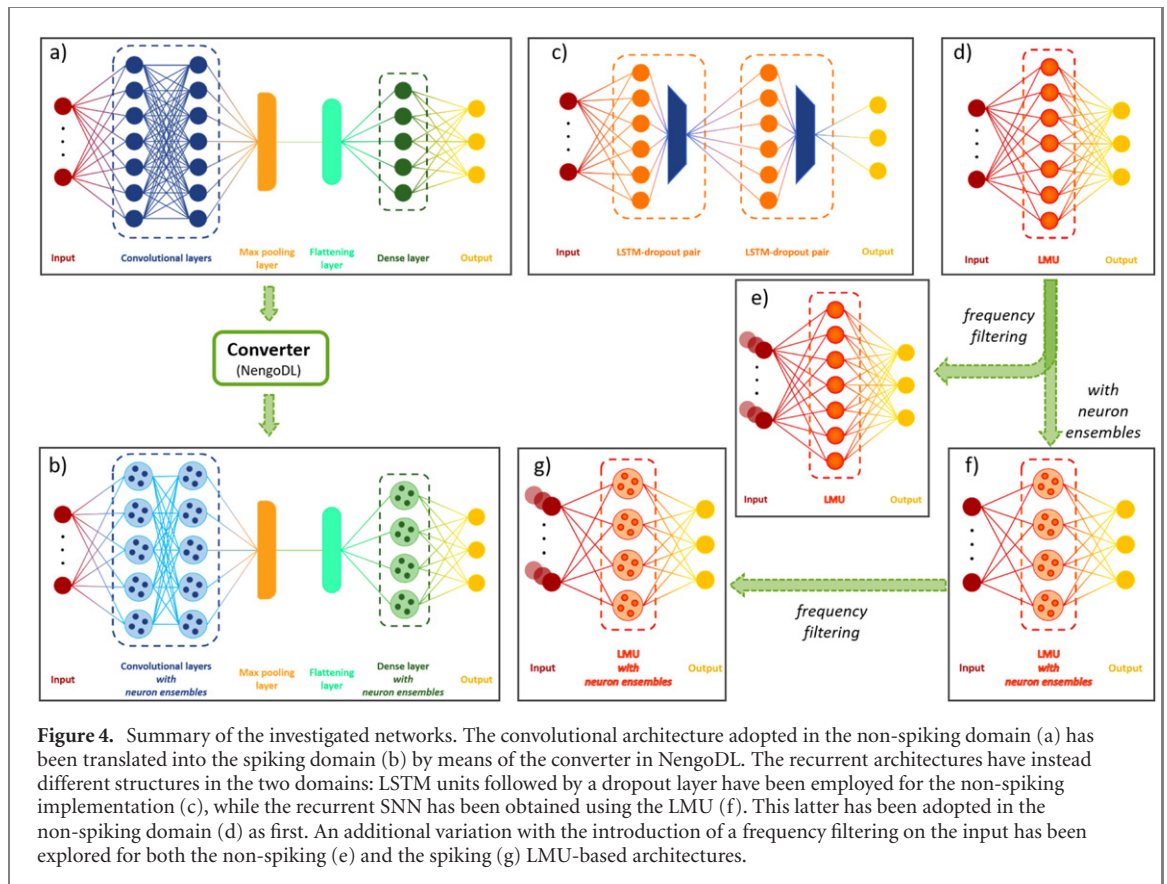 a)
Input
Convolutional layers
Max pooling
layer
Flattening
layer
Dense layer
Output
c)
Input
LSTM-dropout pair
LSTM-dropout pair
Output
d)
Input
LMU
Output
Converter
(NengoDL)
e)
Input
LMU
Output
frequency
filtering
with
neuron
ensembles
b)
Input
Convolutional layers
with
neuron ensembles
Max pooling
layer
Flattening
layer
Dense layer
with
neuron ensembles
Output
g)
Input
LMU
with
neuron ensembles
Output
frequency
filtering
f)
Input
LMU
with
neuron ensembles
Output
Figure 4. Summary of the investigated networks. The convolutional architecture adopted in the non-spiking domain (a) has
been translated into the spiking domain (b) by means of the converter in NengoDL. The recurrent architectures have instead
different structures in the two domains: LSTM units followed by a dropout layer have been employed for the non-spiking
implementation (c), while the recurrent SNN has been obtained using the LMU (f). This latter has been adopted in the
non-spiking domain (d) as first. An additional variation with the introduction of a frequency filtering on the input has been
explored for both the non-spiking (e) and the spiking (g) LMU-based architectures.